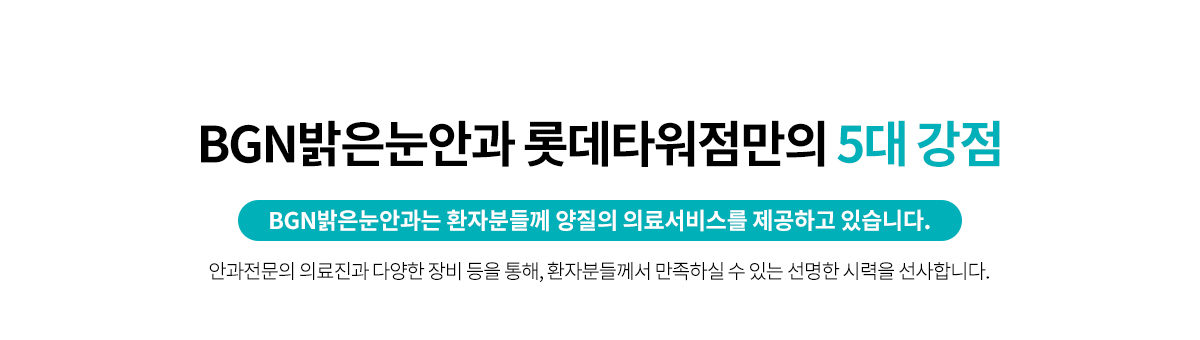 BGN밝은눈안과 롯데타워점만의 5대 강점
BGN밝은눈안과는 환자분들께 양질의 의료서비스를 제공하고 있습니다.
안과전문의 의료진과 다양한 장비 등을 통해, 환자분들께서 만족하실 수 있는 선명한 시력을 선사합니다.